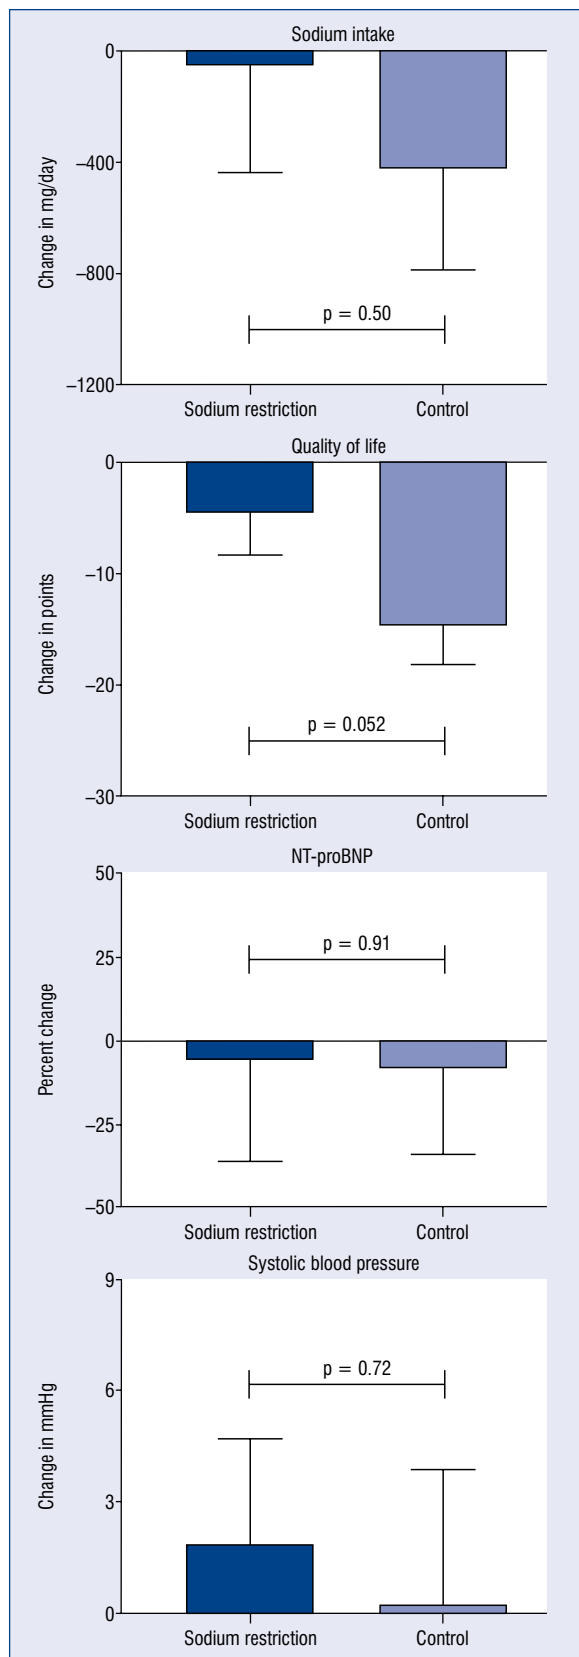 Sodium intake
0
−400
−800
−1200
Change in mg/day
p = 0.50
Sodium restriction Control
Quality of life
0
−10
−20
−30
Change in points
p = 0.052
Sodium restriction Control
NT-proBNP
50
25
0
−25
−50
Percent change
p = 0.91
Sodium restriction Control
Systolic blood pressure
9
6
3
0
Change in mmHg
p = 0.72
Sodium restriction Control